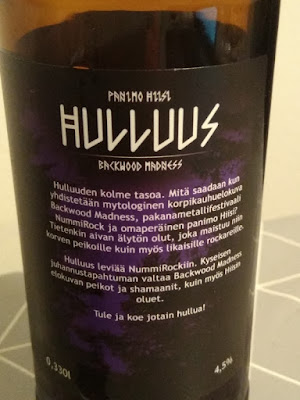 PANIMO HIISI
HULLUUS
BACKWOOD MADNESS
Hulluuden kolme tasoa. Mitä saadaan kun
yhdistetään mytologinen korpikauhuelokuva
Backwood Madness, pakanametallifestivaali
NummiRock ja omaperäinen panimo Hiisi?
Tietenkin aivan älytön olut, joka maistuu niin
korven peikoille kuin myös likaisille rockareille.
Hulluus leviää NummiRockiin. Kyseisen
juhannustapahtuman valtaa Backwood Madness
elokuvan peikot ja shamaanit, kuin myös Hiisin
oluet.
Tule ja koe jotain hullua!
0,330l
4,5%